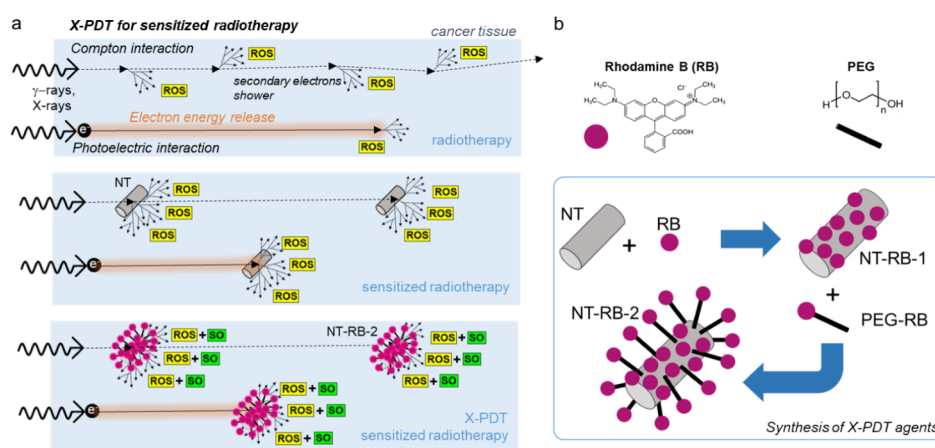 a
X-PDT for sensitized radiotherapy
cancer tissue
Compton interaction
ROS
ROS
ROS
ROS
γ-rays,
X-rays
secondary electrons
shower
Electron energy release
e-
ROS
Photoelectric interaction
radiotherapy
NT
ROS
ROS
ROS
ROS
ROS
ROS
e-
ROS
ROS
ROS
sensitized radiotherapy
NT-RB-2
ROS + SO
ROS + SO
ROS + SO
ROS + SO
ROS + SO
ROS + SO
e-
ROS + SO
ROS + SO
ROS + SO
X-PDT
sensitized radiotherapy
b
Rhodamine B (RB)
PEG
Cl-
N
O
N+
COOH
H
O
OH
n
NT
+
RB
NT-RB-1
+
PEG-RB
NT-RB-2
Synthesis of X-PDT agents